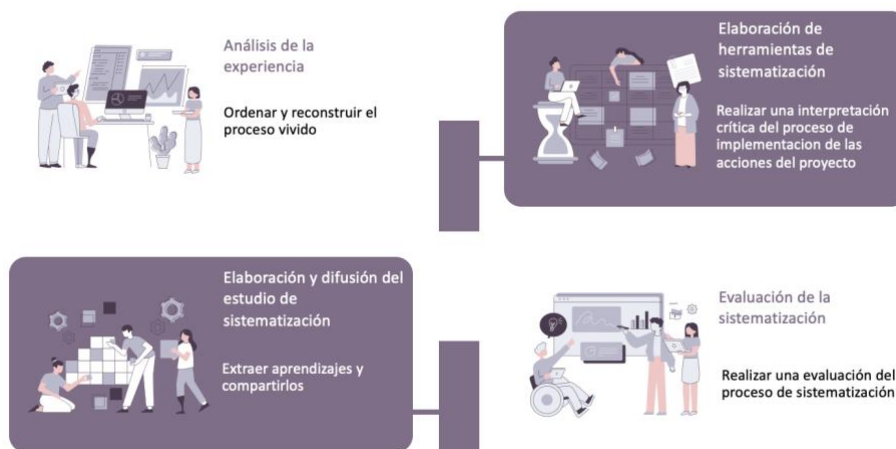 Análisis de la
experiencia
Ordenar y reconstruir el
proceso vivido
Elaboración de
herramientas de
sistematización
Realizar una interpretación
crítica del proceso de
implementacion de las
acciones del proyecto
Elaboración y difusión del
estudio de
sistematización
Extraer aprendizajes y
compartirlos
Evaluación de la
sistematización
Realizar una evaluación del
proceso de sistematización